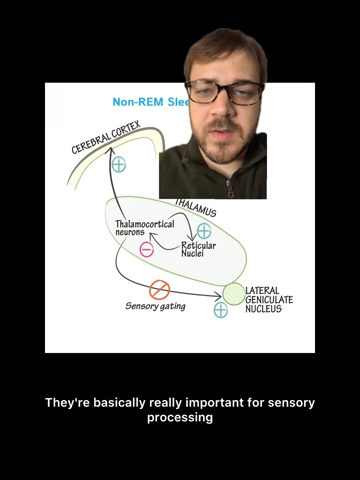 Non-REM Slee
CEREBRAL CORTEX
THALAMUS
Thalamocortical
neurons
Reticular
Nuclei
LATERAL
GENICULATE
NUCLEUS
Sensory gating
They're basically really important for sensory
processing